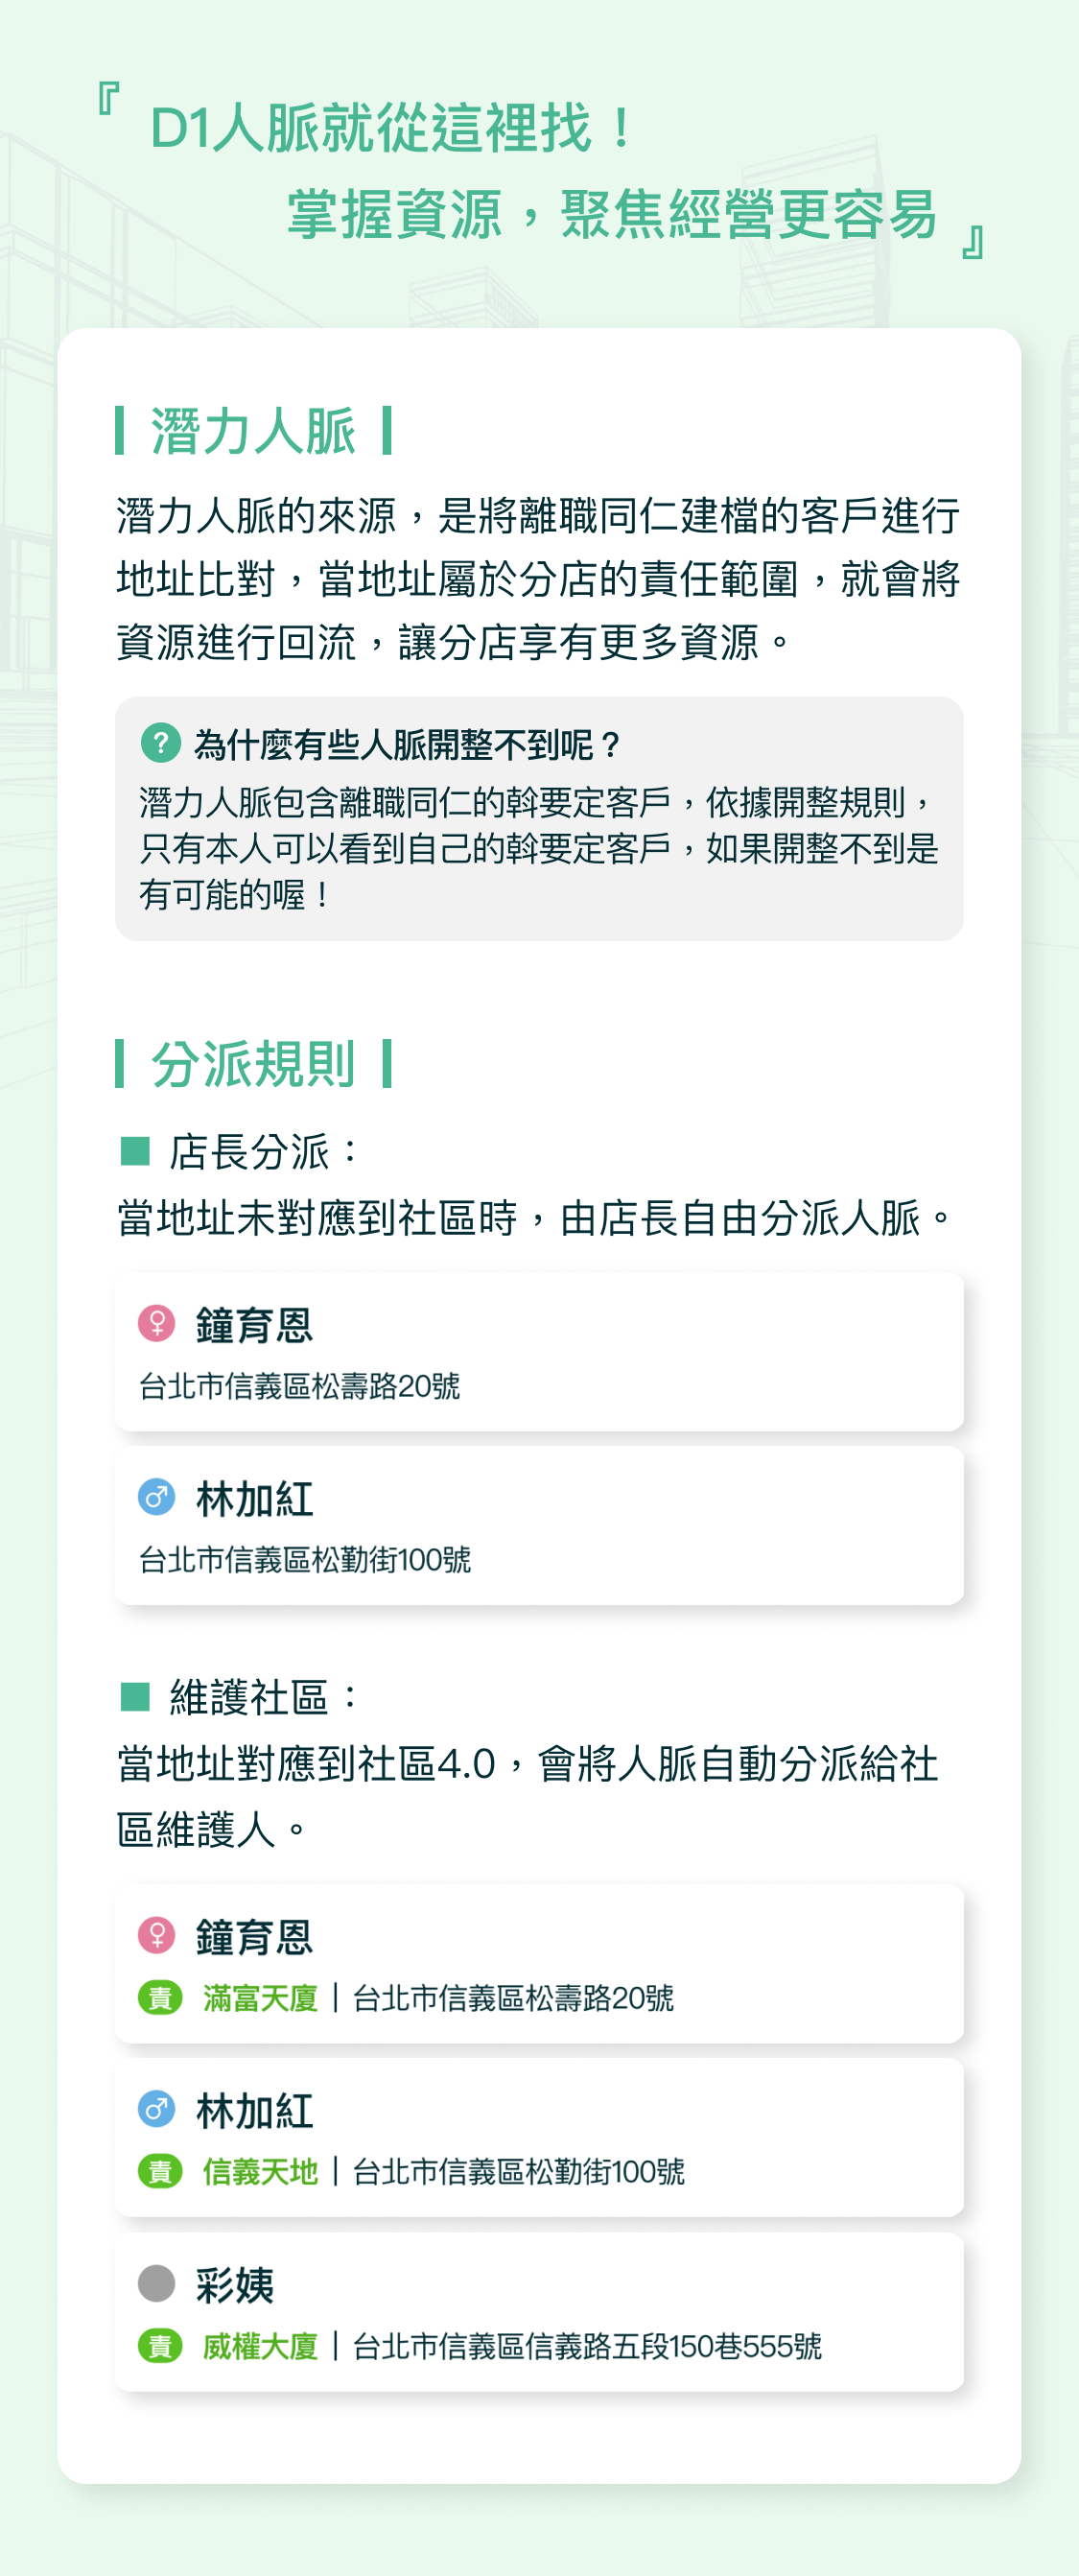 『 D1人脈就從這裡找！
掌握資源，聚焦經營更容易 』
潛力人脈
潛力人脈的來源，是將離職同仁建檔的客戶進行
地址比對，當地址屬於分店的責任範圍，就會將
資源進行回流，讓分店享有更多資源。
? 為什麼有些人脈開整不到呢？
潛力人脈包含離職同仁的斡要定客戶，依據開整規則，
只有本人可以看到自己的斡要定客戶，如果開整不到是
有可能的喔！
分派規則
店長分派：
當地址未對應到社區時，由店長自由分派人脈。
鐘育恩
台北市信義區松壽路20號
林加紅
台北市信義區松勤街100號
維護社區：
當地址對應到社區4.0，會將人脈自動分派給社
區維護人。
鐘育恩
責 滿富天廈｜台北市信義區松壽路20號
林加紅
責 信義天地｜台北市信義區松勤街100號
彩姨
責 威權大廈｜台北市信義區信義路五段150巷555號